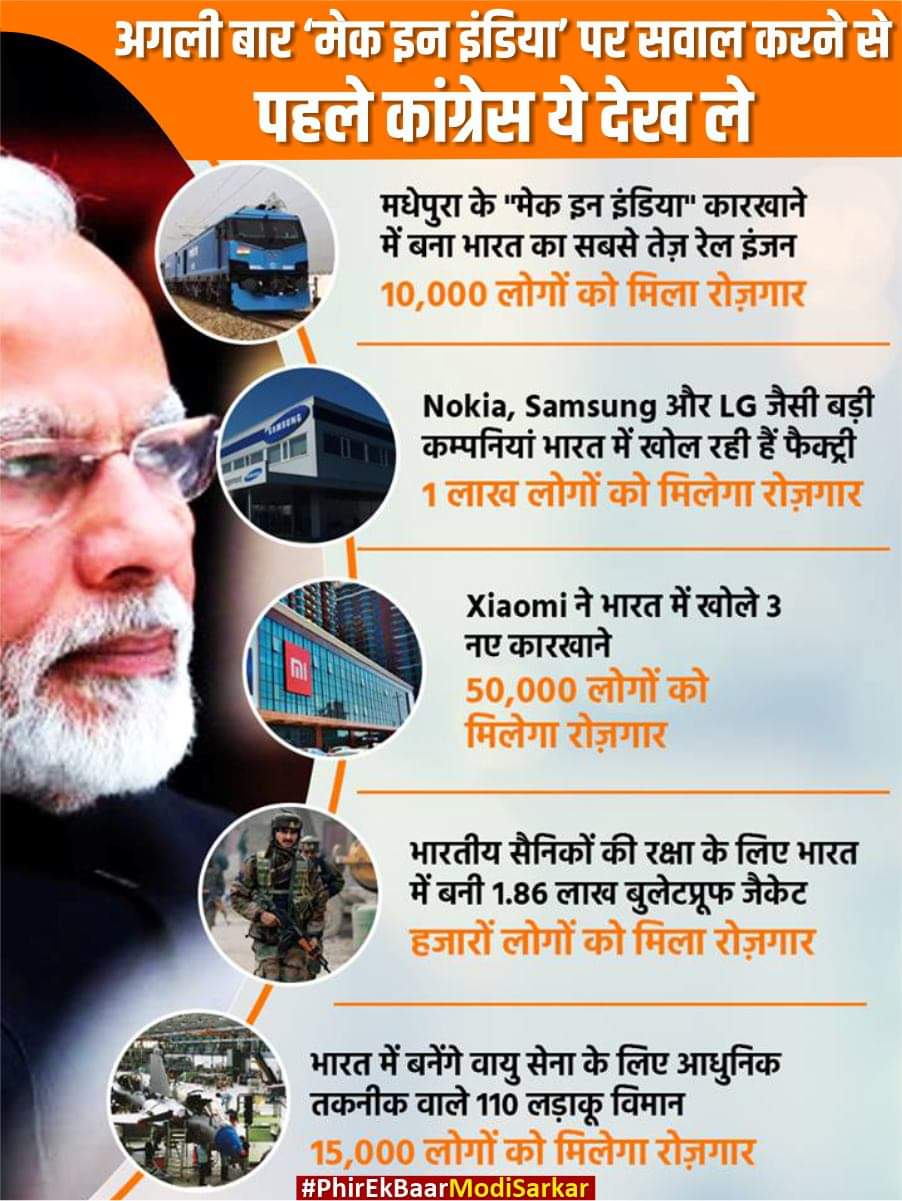 अगली बार ‘मेक इन इंडिया’ पर सवाल करने से
पहले कांग्रेस ये देख ले
मधेपुरा के "मेक इन इंडिया" कारखाने
में बना भारत का सबसे तेज़ रेल इंजन
10,000 लोगों को मिला रोज़गार
SAMSUNG
Nokia, Samsung और LG जैसी बड़ी
कम्पनियां भारत में खोल रही हैं फैक्ट्री
1 लाख लोगों को मिलेगा रोज़गार
mi
Xiaomi ने भारत में खोले 3
नए कारखाने
50,000 लोगों को
मिलेगा रोज़गार
भारतीय सैनिकों की रक्षा के लिए भारत
में बनी 1.86 लाख बुलेटप्रूफ जैकेट
हजारों लोगों को मिला रोज़गार
भारत में बनेंगे वायु सेना के लिए आधुनिक
तकनीक वाले 110 लड़ाकू विमान
15,000 लोगों को मिलेगा रोज़गार
#PhirEkBaarModiSarkar